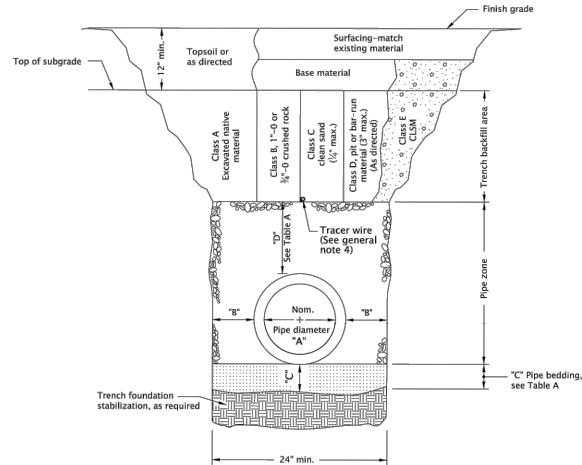 Finish grade
12" min.
Topsoil or
as directed
Surfacing-match
existing material
Top of subgrade
Base material
Class A
Excavated native
material
Class B, 1"-0 or
¾"-0 crushed rock
Class C
clean sand
(¼" max.)
Class D, pit or bar-run
material (3" max.)
(As directed)
Class E
CLSM
Trench backfill area
"D"
See Table A
Tracer wire
(See general
note 4)
Pipe zone
"B"
Nom.
Pipe diameter
"A"
"B"
"C"
"C" Pipe bedding,
see Table A
Trench foundation
stabilization, as required
24" min.